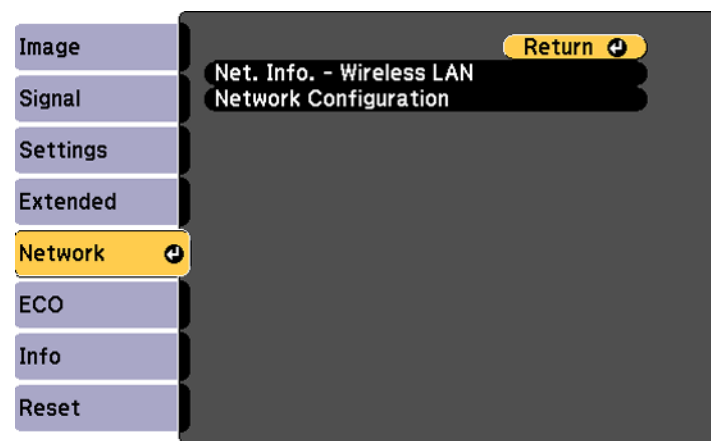 Image
Signal
Settings
Extended
Network
ECO
Info
Reset
Return
Net. Info. - Wireless LAN
Network Configuration